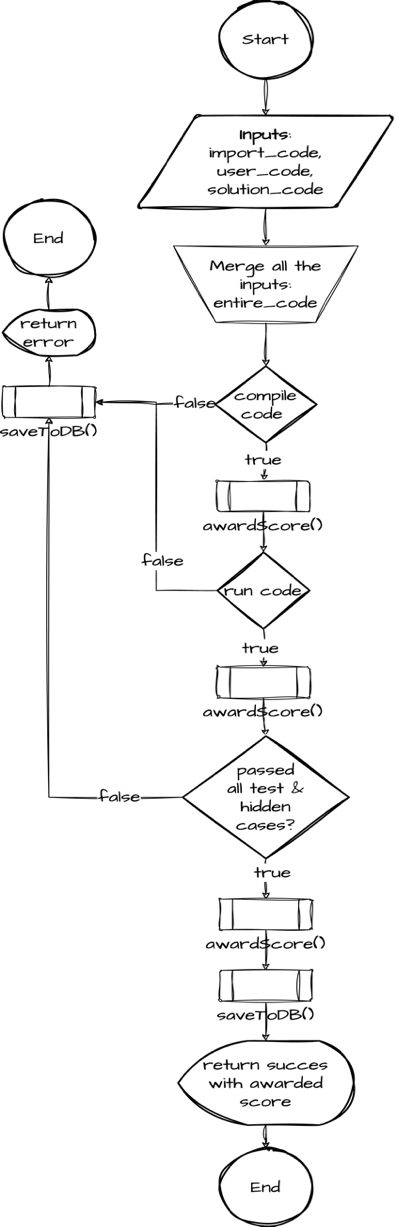 Start
Inputs:
import_code,
user_code,
solution_code
End
Merge all the
inputs:
entire_code
return
error
compile
code
false
saveToDB()
true
awardScore()
false
run code
true
awardScore()
passed
all test &
hidden
cases?
false
true
awardScore()
saveToDB()
return succes
with awarded
score
End